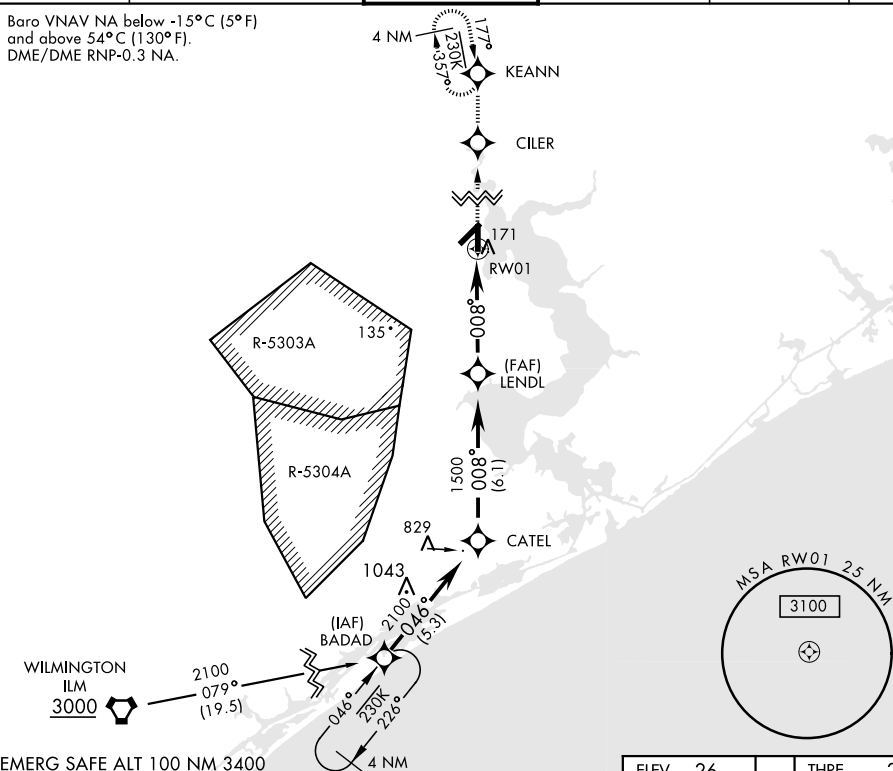 Baro VNAV NA below -15°C (5°F)
and above 54°C (130°F).
DME/DME RNP-0.3 NA.
4 NM
230K
177°
357°
KEANN
CILER
171
RW01
008°
(FAF)
LENDL
1500
008°
(6.1)
R-5303A
135
R-5304A
829
CATEL
1043
2100
046°
(5.3)
(IAF)
BADAD
WILMINGTON
ILM
3000
2100
079°
(19.5)
046°
230K
226°
4 NM
MSA RW01 25 NM
3100
EMERG SAFE ALT 100 NM 3400
ELEV 26
THRE